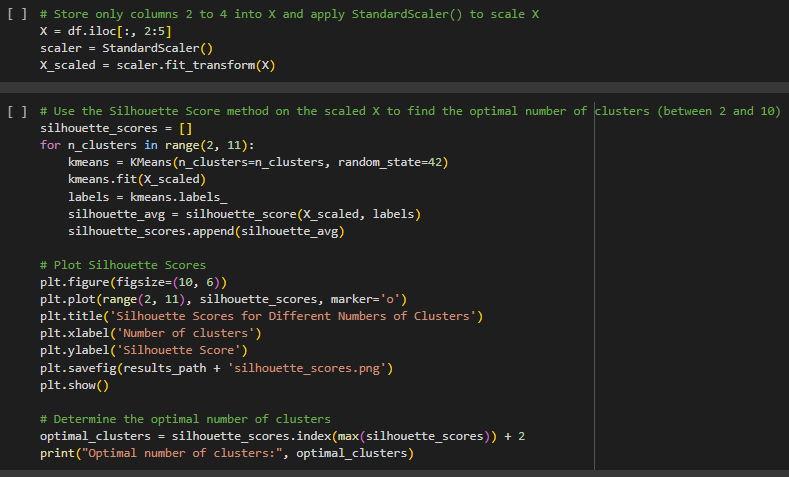 [ ] # Store only columns 2 to 4 into X and apply StandardScaler() to scale X
X = df.iloc[:, 2:5]
scaler = StandardScaler()
X_scaled = scaler.fit_transform(X)
[ ] # Use the Silhouette Score method on the scaled X to find the optimal number of clusters (between 2 and 10)
silhouette_scores = []
for n_clusters in range(2, 11):
    kmeans = KMeans(n_clusters=n_clusters, random_state=42)
    kmeans.fit(X_scaled)
    labels = kmeans.labels_
    silhouette_avg = silhouette_score(X_scaled, labels)
    silhouette_scores.append(silhouette_avg)
# Plot Silhouette Scores
plt.figure(figsize=(10, 6))
plt.plot(range(2, 11), silhouette_scores, marker='o')
plt.title('Silhouette Scores for Different Numbers of Clusters')
plt.xlabel('Number of clusters')
plt.ylabel('Silhouette Score')
plt.savefig(results_path + 'silhouette_scores.png')
plt.show()
# Determine the optimal number of clusters
optimal_clusters = silhouette_scores.index(max(silhouette_scores)) + 2
print("Optimal number of clusters:", optimal_clusters)